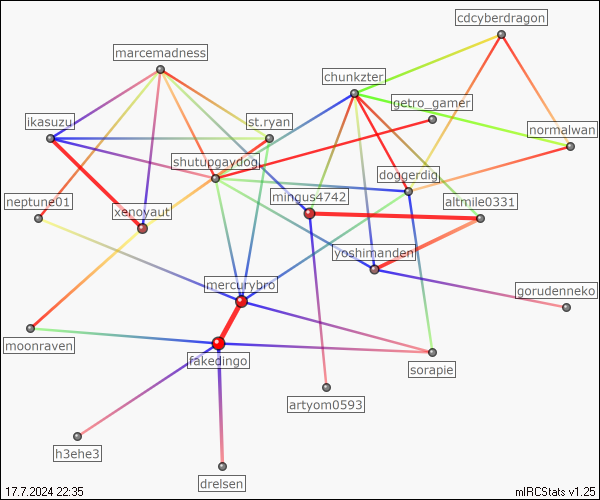 cdcyberdragon
marcemadness
chunkzter
getro_gamer
ikasuzu
st.ryan
normalwan
shutupgaydog
doggerdig
neptune01
mingus4742
altmile0331
xenoyaut
yoshimanden
mercurybro
gorudenneko
moonraven
fakedingo
sorapie
artyom0593
h3ehe3
drelsen
17.7.2024 22:35
mIRCStats v1.25